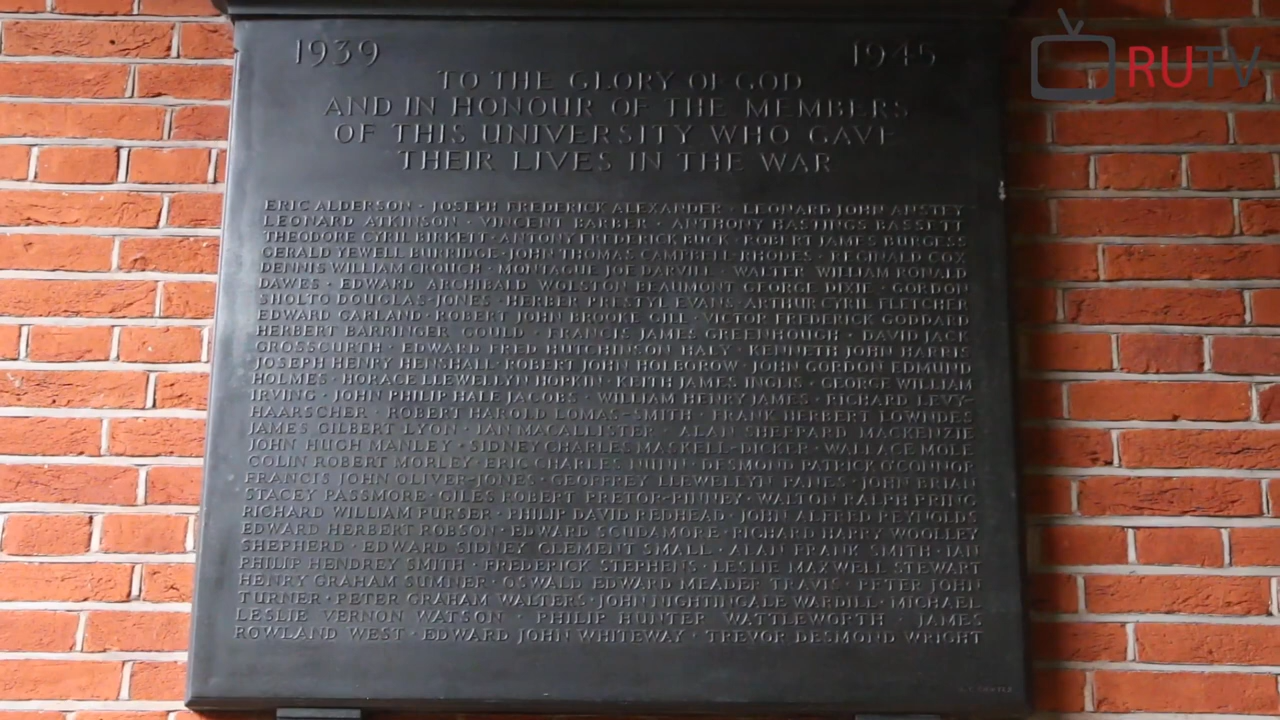 1939 1945
RUTV
TO THE GLORY OF GOD
AND IN HONOUR OF THE MEMBERS
OF THIS UNIVERSITY WHO GAVE
THEIR LIVES IN THE WAR
ERIC ALDERSON · JOSEPH FREDERICK ALEXANDER · LEONARD JOHN ANSTEY
LEONARD ATKINSON · VINCENT BARBER · ANTHONY BASTINGS BASSETT
THEODORE CYRIL BIRKETT · ANTONY FREDERICK BUCK · ROBERT JAMES BURGESS
GERALD YEWELL BURRIDGE · JOHN THOMAS CAMPBELL-RHODES · REGINALD COX
DENNIS WILLIAM CROUCH · MONTAGUE JOE DARVILL · WALTER WILLIAM RONALD
DAWES · EDWARD ARCHIBALD WOLSTON BEAUMONT GEORGE DIXIE · GORDON
SHOLTO DOUGLAS-JONES · HERBER PRESTYL EVANS · ARTHUR CYRIL FLETCHER
EDWARD GARLAND · ROBERT JOHN BROOKE GILL · VICTOR FREDERICK GODDARD
HERBERT BARRINGER GOULD · FRANCIS JAMES GREENHOUGH · DAVID JACK
GROSSCURTH · EDWARD FRED HUTCHINSON HALY · KENNETH JOHN HARRIS
JOSEPH HENRY HENSHALL · ROBERT JOHN HOLBOROW · JOHN GORDON EDMUND
HOLMES · HORACE LLEWELLYN HOPKIN · KEITH JAMES INGLIS · GEORGE WILLIAM
IRVING · JOHN PHILIP HALE JACOBS · WILLIAM HENRY JAMES · RICHARD LEVY-
HAARSCHER · ROBERT HAROLD LOMAS-SMITH · FRANK HERBERT LOWNDES
JAMES GILBERT LYON · IAN MACALLISTER · ALAN SHEPPARD MACKENZIE
JOHN HUGH MANLEY · SIDNEY CHARLES MASKELL-DICKER · WALLACE MOLE
COLIN ROBERT MORLEY · ERIC CHARLES NUNN · DESMOND PATRICK O'CONNOR
FRANCIS JOHN OLIVER-JONES · GEOFFREY LLEWELLYN PANES · JOHN BRIAN
STACEY PASSMORE · GILES ROBERT PRETOR-PINNEY · WALTON RALPH PRING
RICHARD WILLIAM PURSER · PHILIP DAVID REDHEAD · JOHN ALFRED REYNOLDS
EDWARD HERBERT ROBSON · EDWARD SCUDAMORE · RICHARD HARRY WOOLLEY
SHEPHERD · EDWARD SIDNEY CLEMENT SMALL · ALAN FRANK SMITH · IAN
PHILIP HENDREY SMITH · FREDERICK STEPHENS · LESLIE MAXWELL STEWART
HENRY GRAHAM SUMNER · OSWALD EDWARD MEADER TRAVIS · PETER JOHN
TURNER · PETER GRAHAM WALTERS · JOHN NIGHTINGALE WARDILL · MICHAEL
LESLIE VERNON WATSON · PHILIP HUNTER WATTLEWORTH · JAMES
ROWLAND WEST · EDWARD JOHN WHITEWAY · TREVOR DESMOND WRIGHT